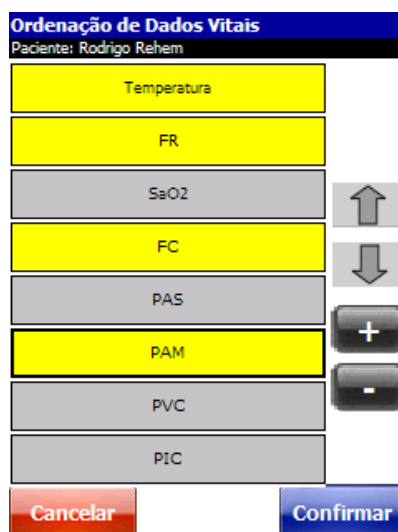 Ordenação de Dados Vitais
Paciente: Rodrigo Rehem
Temperatura
FR
SaO2
FC
PAS
PAM
+
PVC
-
PIC
Cancelar
Confirmar